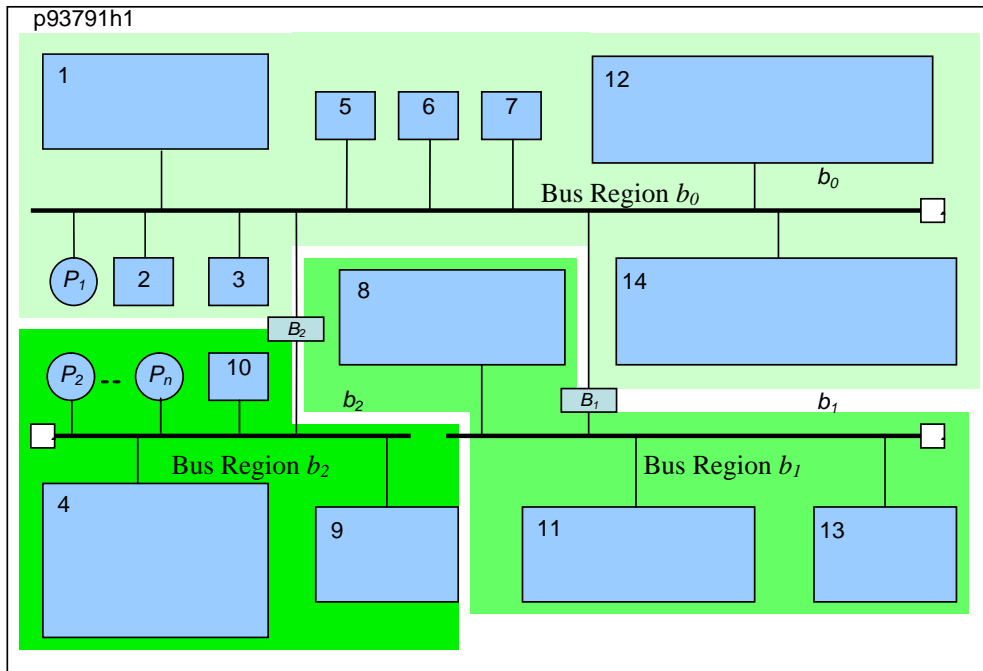 p93791h1
1
5
6
7
12
b0
Bus Region b0
P1
2
3
8
14
B2
P2
--
Pn
10
B1
b2
b1
Bus Region b2
Bus Region b1
4
9
11
13